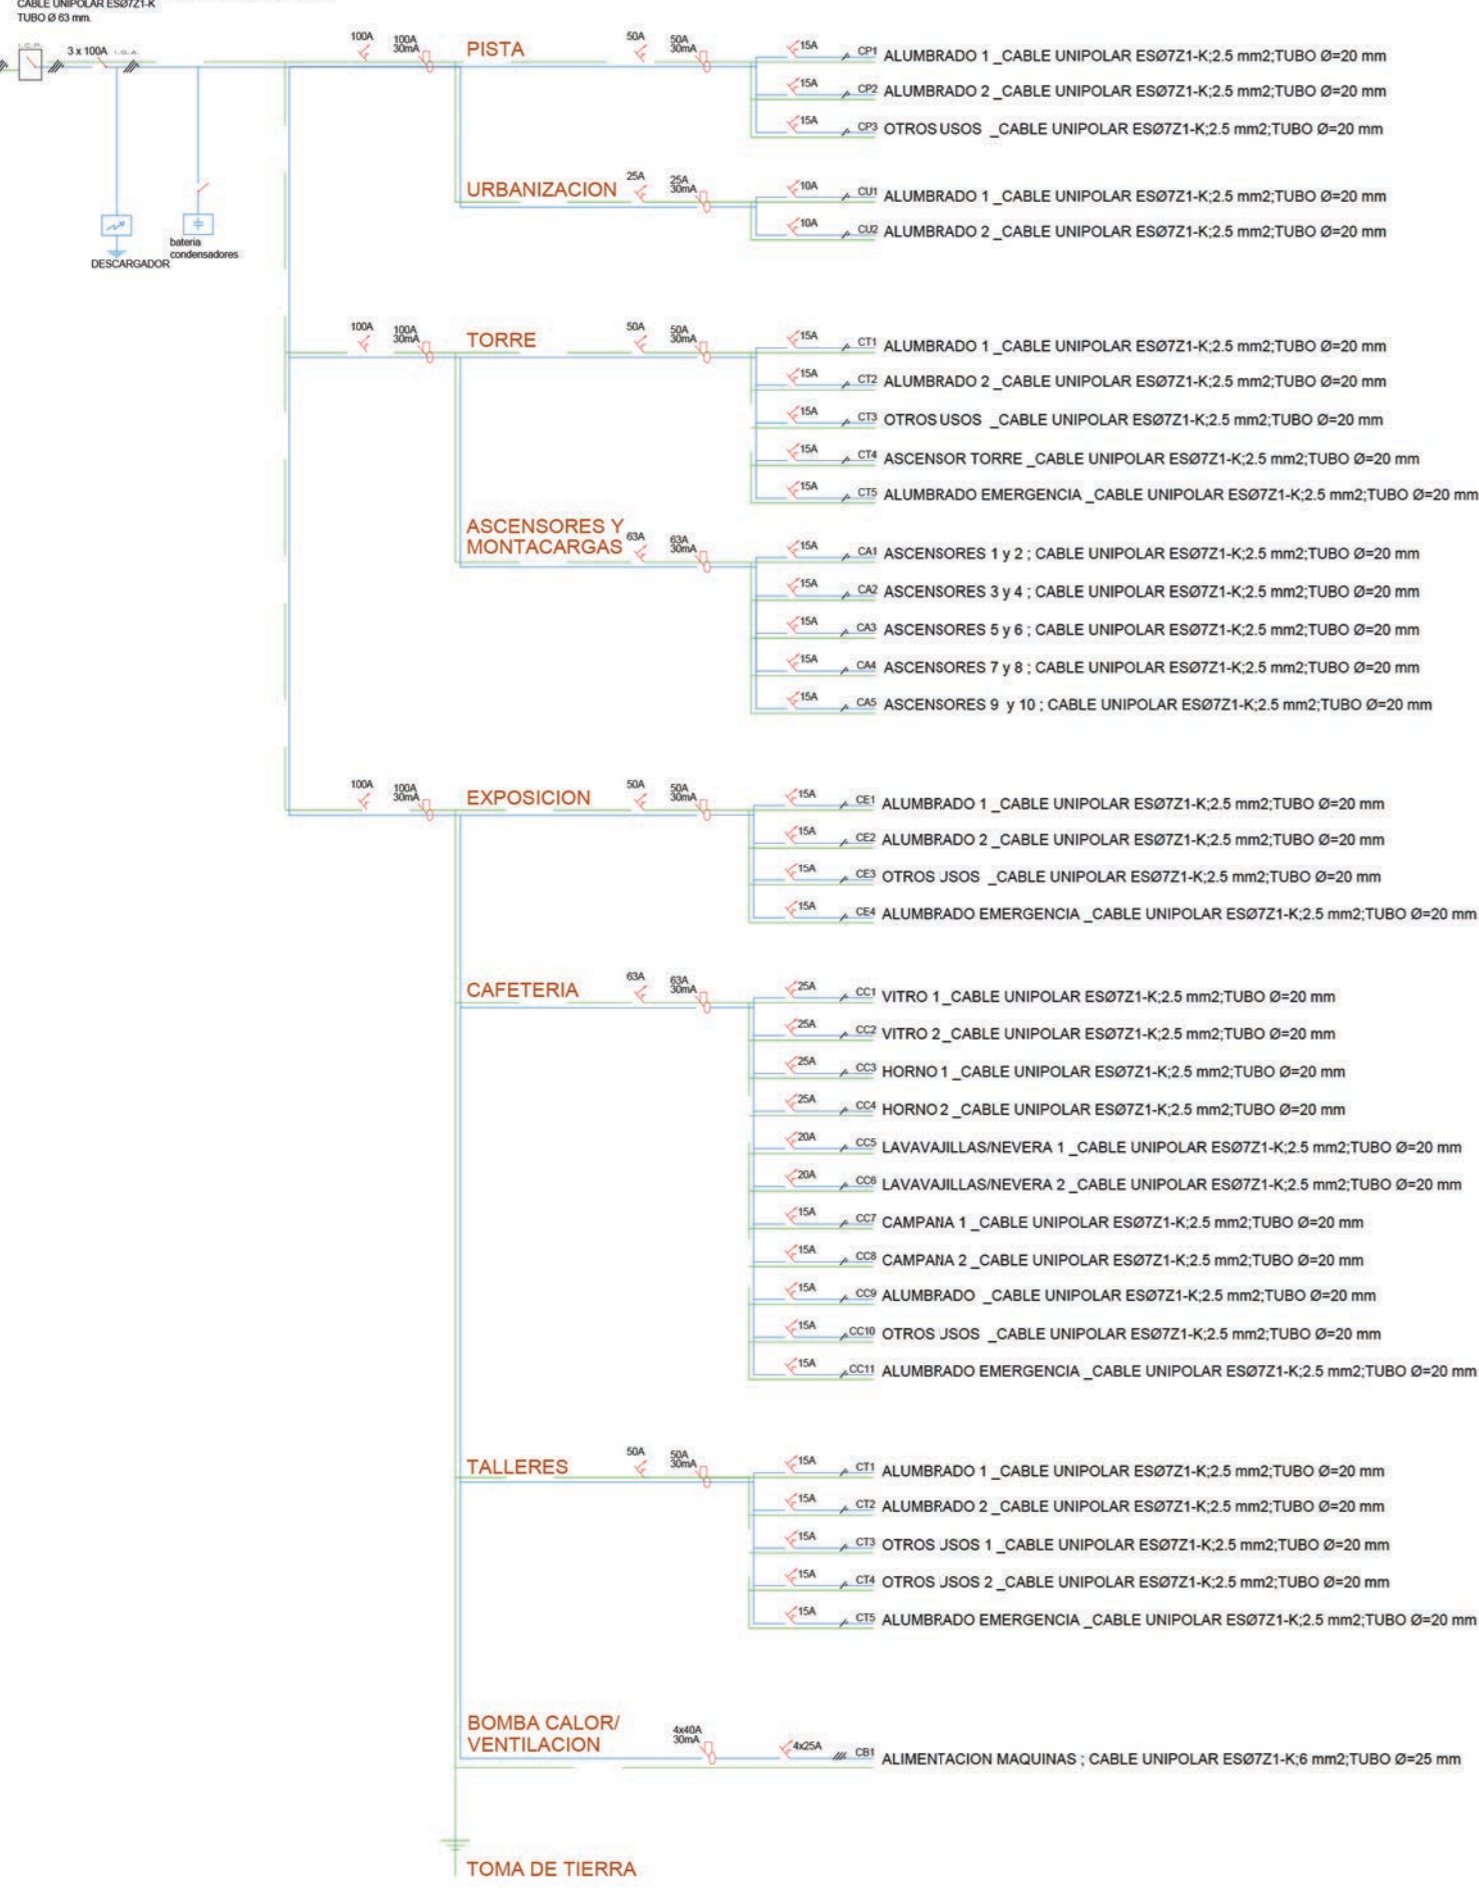 CABLE UNIPOLAR ESØ7Z1-K
TUBO Ø 63 mm.
I.C.P.
3 x 100A
100A
100A
30mA
PISTA
50A
50A
30mA
15A CP1 ALUMBRADO 1 _CABLE UNIPOLAR ESØ7Z1-K;2.5 mm2;TUBO Ø=20 mm
15A CP2 ALUMBRADO 2 _CABLE UNIPOLAR ESØ7Z1-K;2.5 mm2;TUBO Ø=20 mm
15A CP3 OTROS USOS _CABLE UNIPOLAR ESØ7Z1-K;2.5 mm2;TUBO Ø=20 mm
URBANIZACION
25A
25A
30mA
10A CU1 ALUMBRADO 1 _CABLE UNIPOLAR ESØ7Z1-K;2.5 mm2;TUBO Ø=20 mm
10A CU2 ALUMBRADO 2 _CABLE UNIPOLAR ESØ7Z1-K;2.5 mm2;TUBO Ø=20 mm
bateria
condensadores
DESCARGADOR
100A
100A
30mA
TORRE
50A
50A
30mA
15A CT1 ALUMBRADO 1 _CABLE UNIPOLAR ESØ7Z1-K;2.5 mm2;TUBO Ø=20 mm
15A CT2 ALUMBRADO 2 _CABLE UNIPOLAR ESØ7Z1-K;2.5 mm2;TUBO Ø=20 mm
15A CT3 OTROS USOS _CABLE UNIPOLAR ESØ7Z1-K;2.5 mm2;TUBO Ø=20 mm
15A CT4 ASCENSOR TORRE _CABLE UNIPOLAR ESØ7Z1-K;2.5 mm2;TUBO Ø=20 mm
15A CT5 ALUMBRADO EMERGENCIA _CABLE UNIPOLAR ESØ7Z1-K;2.5 mm2;TUBO Ø=20 mm
ASCENSORES Y
MONTACARGAS
63A
63A
30mA
15A CA1 ASCENSORES 1 y 2 ; CABLE UNIPOLAR ESØ7Z1-K;2.5 mm2;TUBO Ø=20 mm
15A CA2 ASCENSORES 3 y 4 ; CABLE UNIPOLAR ESØ7Z1-K;2.5 mm2;TUBO Ø=20 mm
15A CA3 ASCENSORES 5 y 6 ; CABLE UNIPOLAR ESØ7Z1-K;2.5 mm2;TUBO Ø=20 mm
15A CA4 ASCENSORES 7 y 8 ; CABLE UNIPOLAR ESØ7Z1-K;2.5 mm2;TUBO Ø=20 mm
15A CA5 ASCENSORES 9 y 10 ; CABLE UNIPOLAR ESØ7Z1-K;2.5 mm2;TUBO Ø=20 mm
100A
100A
30mA
EXPOSICION
50A
50A
30mA
15A CE1 ALUMBRADO 1 _CABLE UNIPOLAR ESØ7Z1-K;2.5 mm2;TUBO Ø=20 mm
15A CE2 ALUMBRADO 2 _CABLE UNIPOLAR ESØ7Z1-K;2.5 mm2;TUBO Ø=20 mm
15A CE3 OTROS USOS _CABLE UNIPOLAR ESØ7Z1-K;2.5 mm2;TUBO Ø=20 mm
15A CE4 ALUMBRADO EMERGENCIA _CABLE UNIPOLAR ESØ7Z1-K;2.5 mm2;TUBO Ø=20 mm
CAFETERIA
63A
63A
30mA
25A CC1 VITRO 1 _CABLE UNIPOLAR ESØ7Z1-K;2.5 mm2;TUBO Ø=20 mm
25A CC2 VITRO 2 _CABLE UNIPOLAR ESØ7Z1-K;2.5 mm2;TUBO Ø=20 mm
25A CC3 HORNO 1 _CABLE UNIPOLAR ESØ7Z1-K;2.5 mm2;TUBO Ø=20 mm
25A CC4 HORNO 2 _CABLE UNIPOLAR ESØ7Z1-K;2.5 mm2;TUBO Ø=20 mm
20A CC5 LAVAVAJILLAS/NEVERA 1 _CABLE UNIPOLAR ESØ7Z1-K;2.5 mm2;TUBO Ø=20 mm
20A CC6 LAVAVAJILLAS/NEVERA 2 _CABLE UNIPOLAR ESØ7Z1-K;2.5 mm2;TUBO Ø=20 mm
15A CC7 CAMPANA 1 _CABLE UNIPOLAR ESØ7Z1-K;2.5 mm2;TUBO Ø=20 mm
15A CC8 CAMPANA 2 _CABLE UNIPOLAR ESØ7Z1-K;2.5 mm2;TUBO Ø=20 mm
15A CC9 ALUMBRADO _CABLE UNIPOLAR ESØ7Z1-K;2.5 mm2;TUBO Ø=20 mm
15A CC10 OTROS USOS _CABLE UNIPOLAR ESØ7Z1-K;2.5 mm2;TUBO Ø=20 mm
15A CC11 ALUMBRADO EMERGENCIA _CABLE UNIPOLAR ESØ7Z1-K;2.5 mm2;TUBO Ø=20 mm
TALLERES
50A
50A
30mA
15A CT1 ALUMBRADO 1 _CABLE UNIPOLAR ESØ7Z1-K;2.5 mm2;TUBO Ø=20 mm
15A CT2 ALUMBRADO 2 _CABLE UNIPOLAR ESØ7Z1-K;2.5 mm2;TUBO Ø=20 mm
15A CT3 OTROS USOS 1 _CABLE UNIPOLAR ESØ7Z1-K;2.5 mm2;TUBO Ø=20 mm
15A CT4 OTROS USOS 2 _CABLE UNIPOLAR ESØ7Z1-K;2.5 mm2;TUBO Ø=20 mm
15A CT5 ALUMBRADO EMERGENCIA _CABLE UNIPOLAR ESØ7Z1-K;2.5 mm2;TUBO Ø=20 mm
BOMBA CALOR/
VENTILACION
4x40A
30mA
4x25A CB1 ALIMENTACION MAQUINAS ; CABLE UNIPOLAR ESØ7Z1-K;6 mm2;TUBO Ø=25 mm
TOMA DE TIERRA